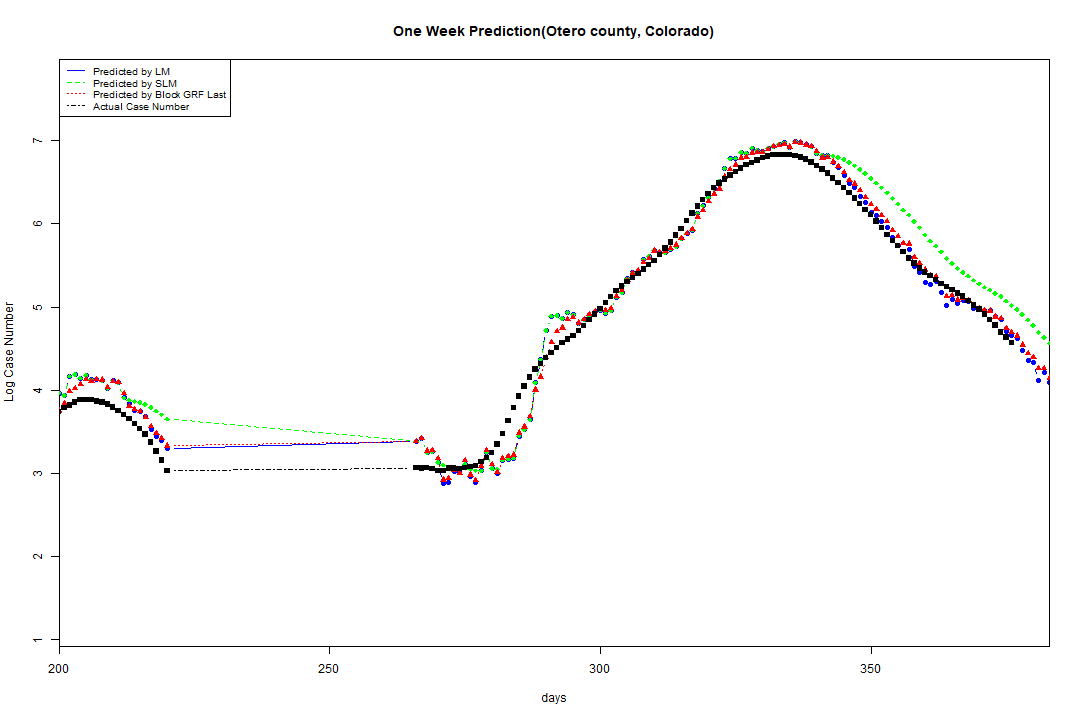 One Week Prediction(Otero county, Colorado)
Predicted by LM
Predicted by SLM
Predicted by Block GRF Last
Actual Case Number
7
6
5
4
3
2
1
Log Case Number
200 250 300 350
days